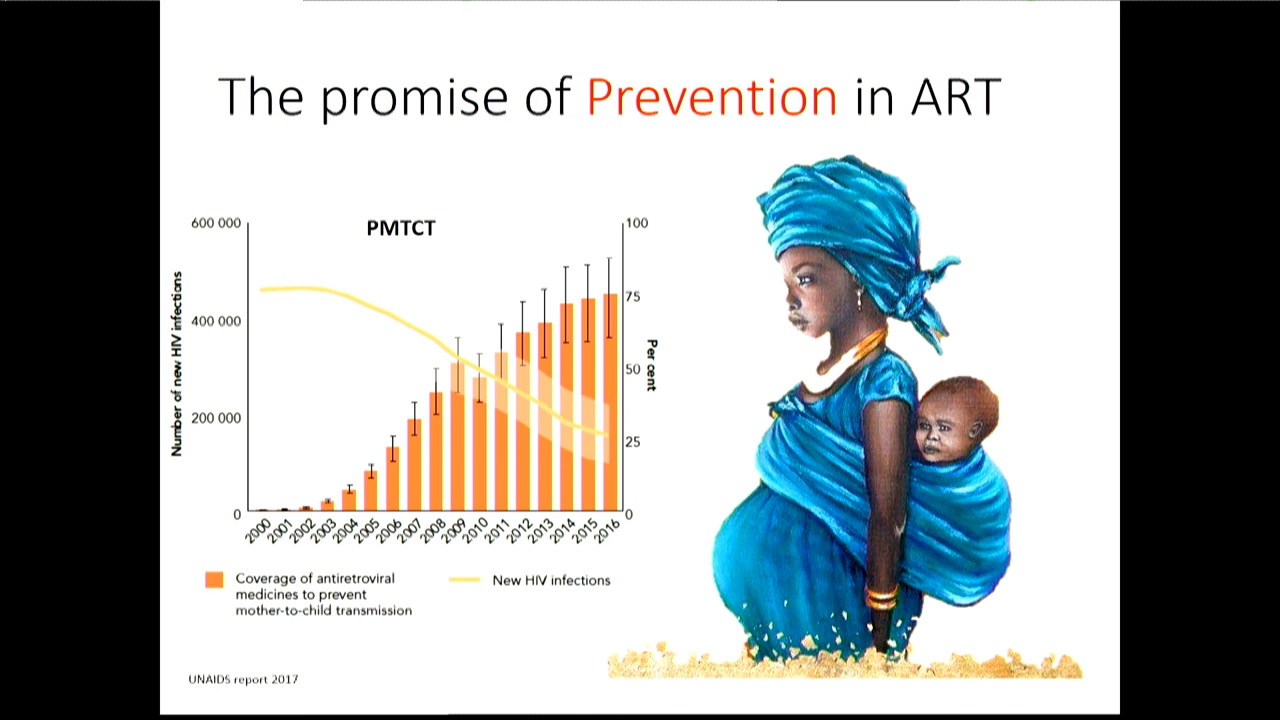 The promise of Prevention in ART
PMTCT
Number of new HIV infections
600 000
400 000
200 000
0
100
75
50
25
0
Per cent
2000
2001
2002
2003
2004
2005
2006
2007
2008
2009
2010
2011
2012
2013
2014
2015
2016
Coverage of antiretroviral
medicines to prevent
mother-to-child transmission
New HIV infections
UNAIDS report 2017